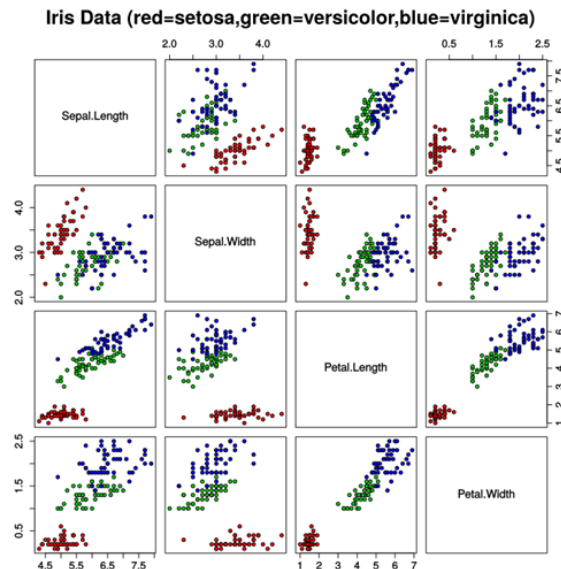 Iris Data (red=setosa,green=versicolor,blue=virginica)
2.0 3.0 4.0
0.5 1.5 2.5
Sepal.Length
4.5 5.5 6.5 7.5
2.0 3.0 4.0
Sepal.Width
Petal.Length
1 2 3 4 5 6 7
0.5 1.5 2.5
Petal.Width
4.5 5.5 6.5 7.5
1 2 3 4 5 6 7